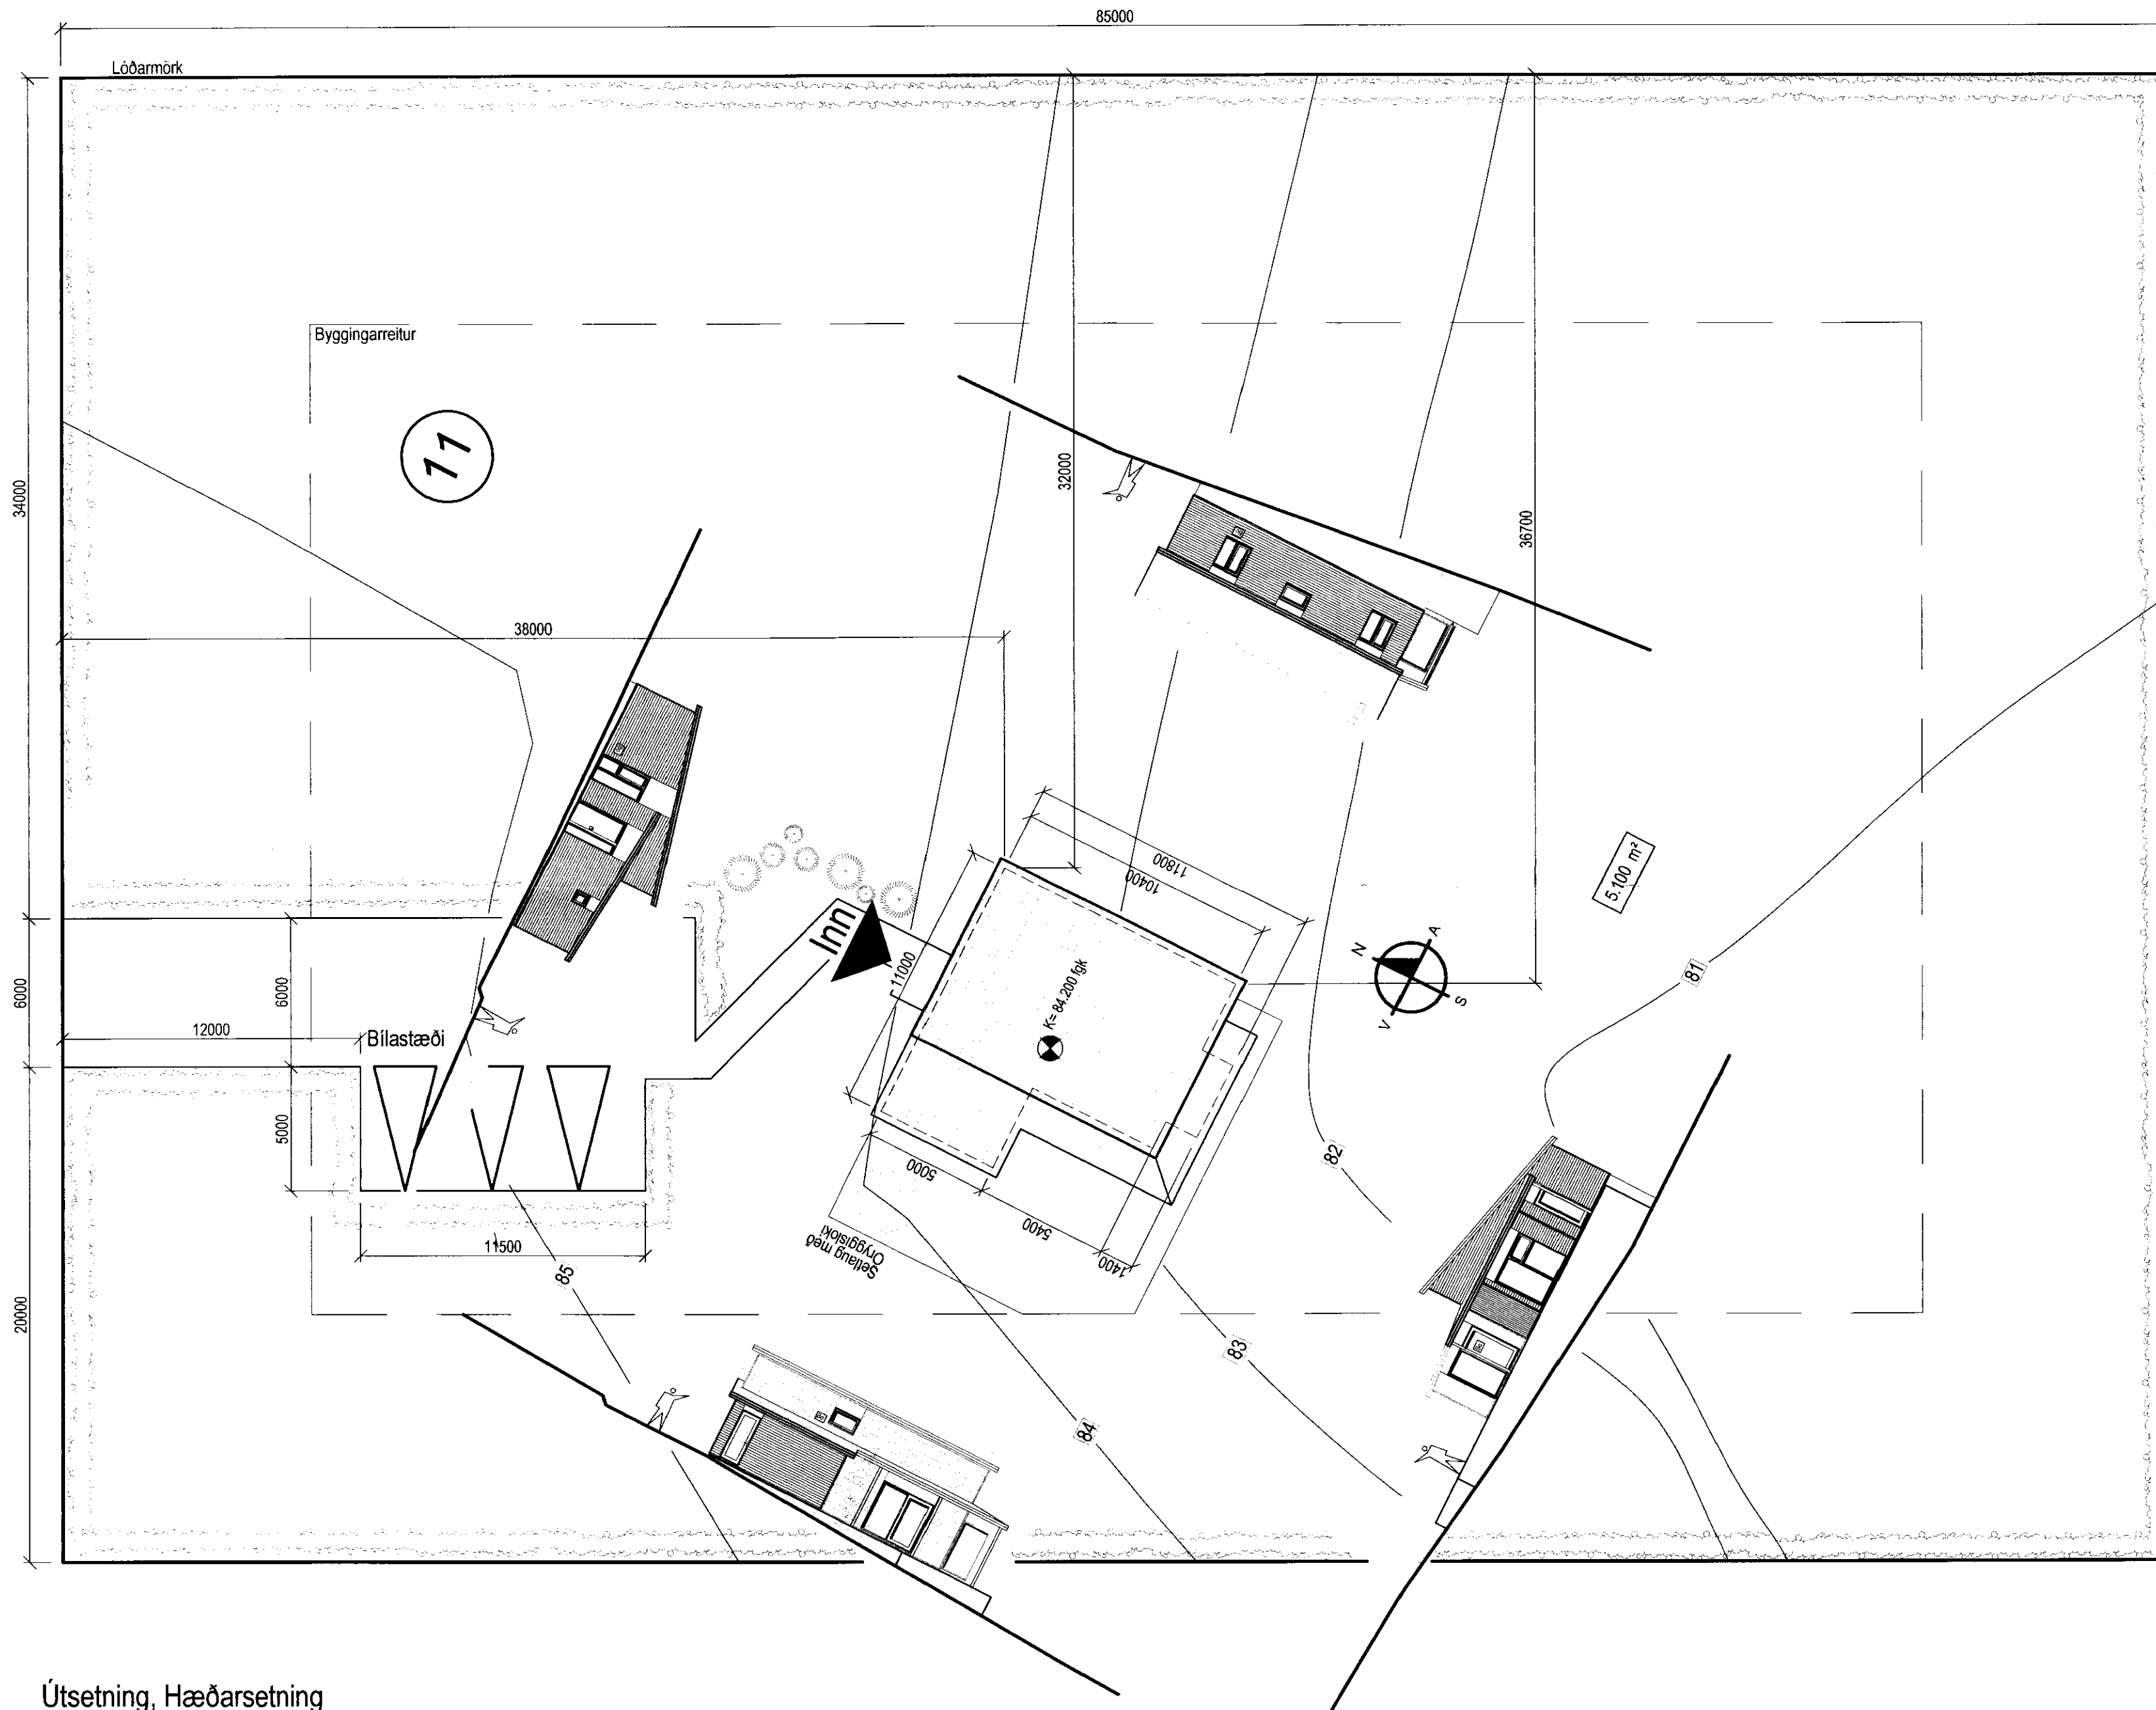 85000
Lóðarmörk
Byggingarreitur
11
34000
32000
36700
38000
11800
10400
5.100 m²
Inn
11000
K= 84.200 fgk
N
A
S
V
81
6000
6000
12000
Bílastæði
5000
82
5000
5400
1400
Setlaug með
Öryggisloki
11500
85
20000
83
84
Útsetning, Hæðarsetning